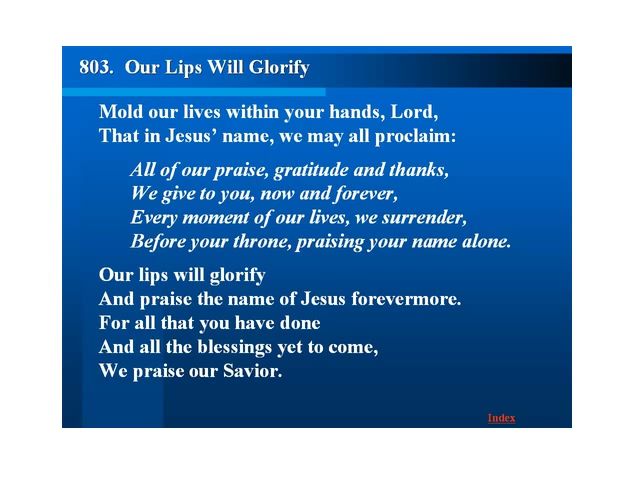 803. Our Lips Will Glorify
Mold our lives within your hands, Lord,
That in Jesus’ name, we may all proclaim:
All of our praise, gratitude and thanks,
We give to you, now and forever,
Every moment of our lives, we surrender,
Before your throne, praising your name alone.
Our lips will glorify
And praise the name of Jesus forevermore.
For all that you have done
And all the blessings yet to come,
We praise our Savior.
Index